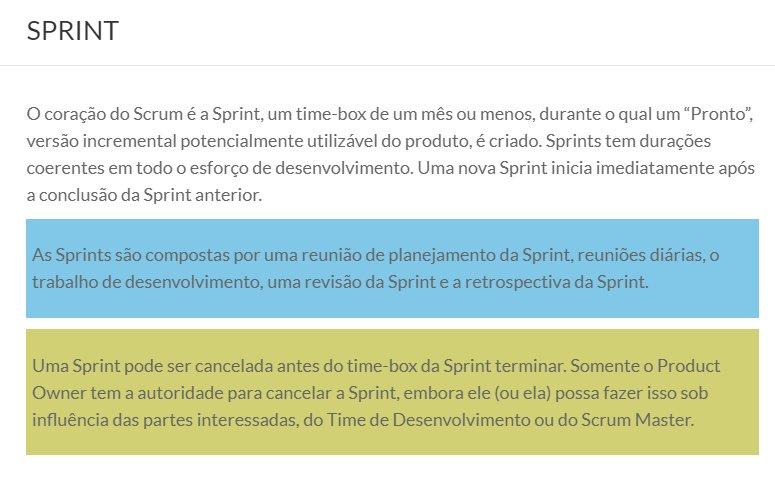 SPRINT
O coração do Scrum é a Sprint, um time-box de um mês ou menos, durante o qual um “Pronto”,
versão incremental potencialmente utilizável do produto, é criado. Sprints tem durações
coerentes em todo o esforço de desenvolvimento. Uma nova Sprint inicia imediatamente após
a conclusão da Sprint anterior.
As Sprints são compostas por uma reunião de planejamento da Sprint, reuniões diárias, o
trabalho de desenvolvimento, uma revisão da Sprint e a retrospectiva da Sprint.
Uma Sprint pode ser cancelada antes do time-box da Sprint terminar. Somente o Product
Owner tem a autoridade para cancelar a Sprint, embora ele (ou ela) possa fazer isso sob
influência das partes interessadas, do Time de Desenvolvimento ou do Scrum Master.